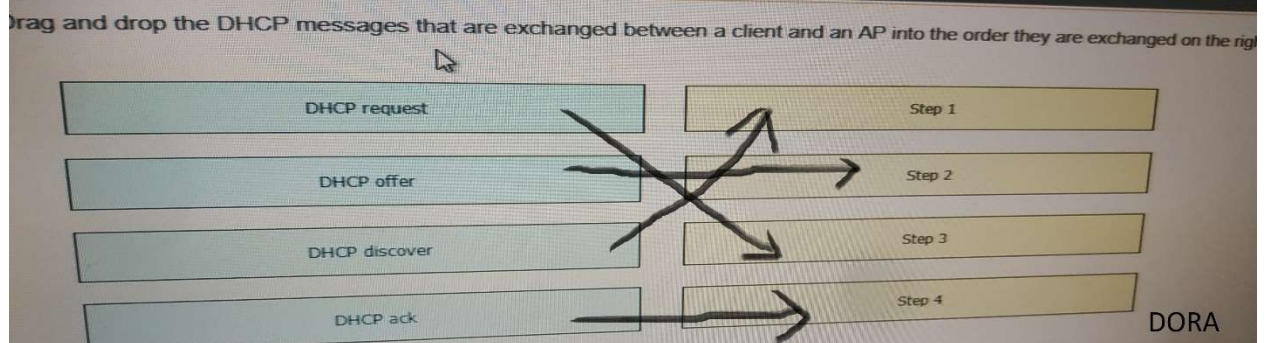 Drag and drop the DHCP messages that are exchanged between a client and an AP into the order they are exchanged on the
DHCP request
Step 1
DHCP offer
Step 2
DHCP discover
Step 3
DHCP ack
Step 4
DORA